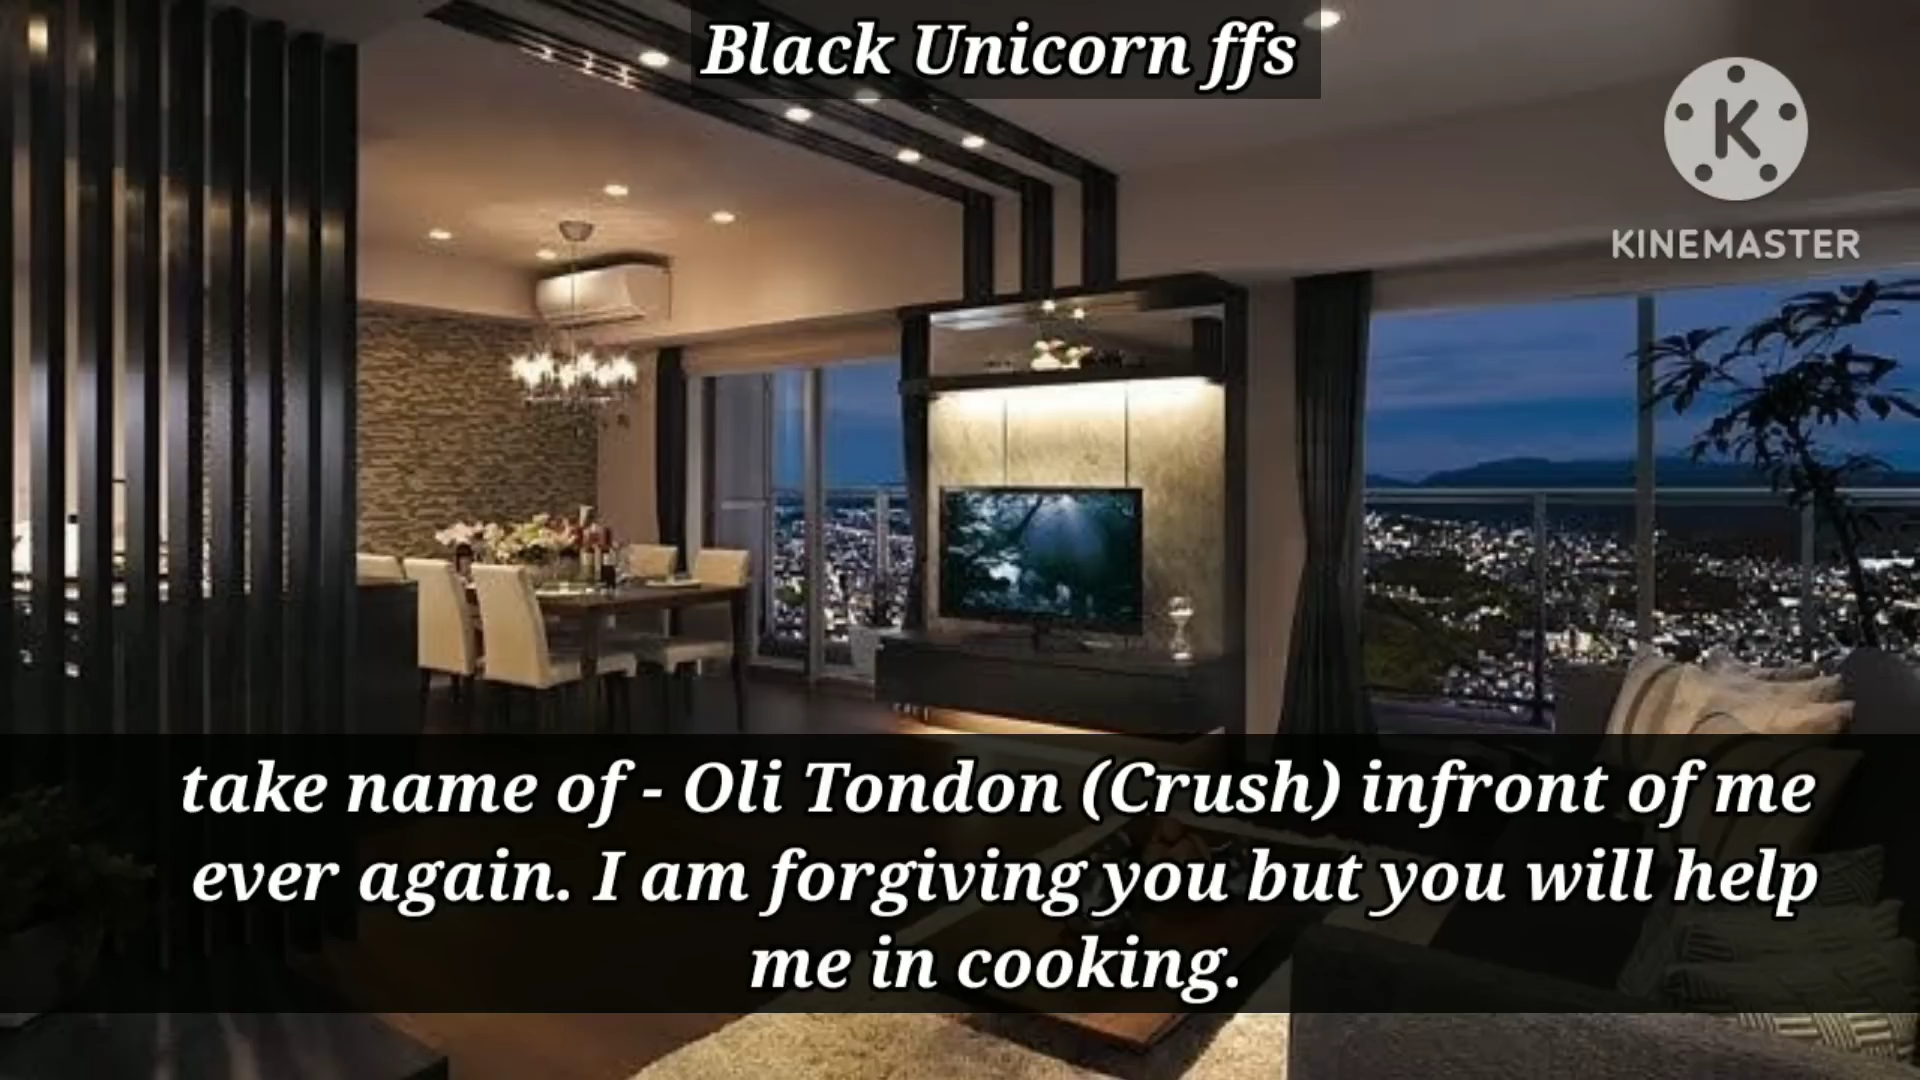 Black Unicorn ffs
K
KINEMASTER
take name of - Oli Tondon (Crush) infront of me
ever again. I am forgiving you but you will help
me in cooking.